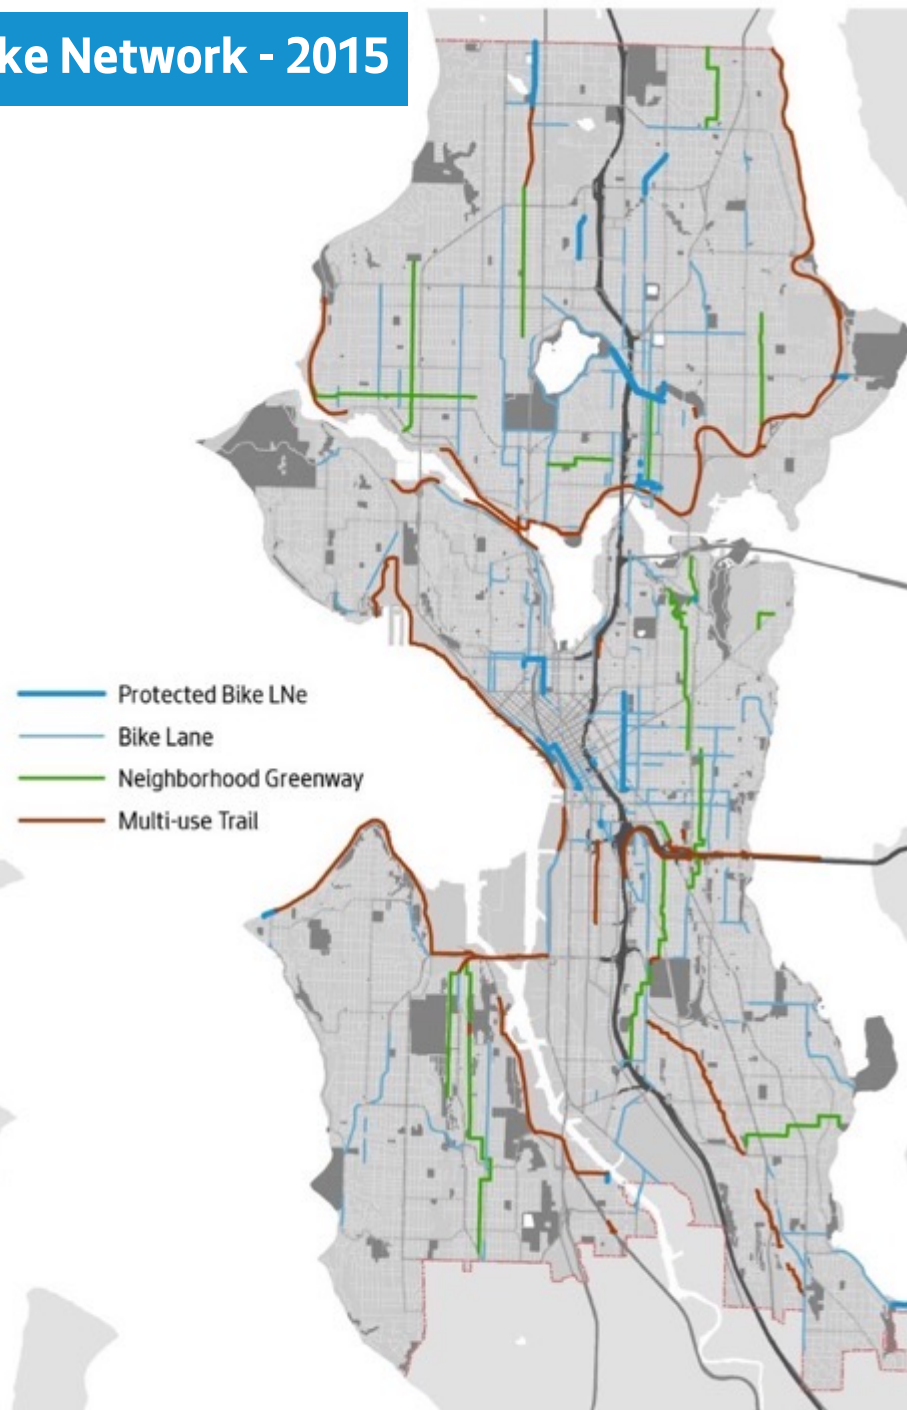 ke Network - 2015
Protected Bike LNe
Bike Lane
Neighborhood Greenway
Multi-use Trail